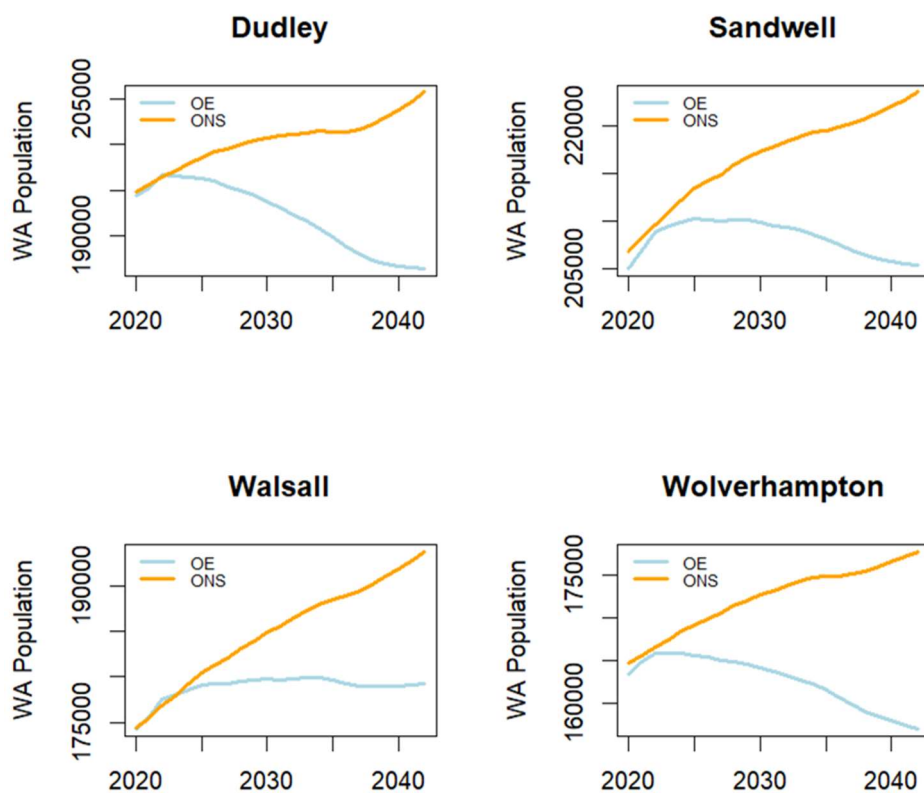 Dudley
WA Population
205000
190000
OE
ONS
2020
2030
2040
Sandwell
WA Population
220000
205000
OE
ONS
2020
2030
2040
Walsall
WA Population
190000
175000
OE
ONS
2020
2030
2040
Wolverhampton
WA Population
175000
160000
OE
ONS
2020
2030
2040